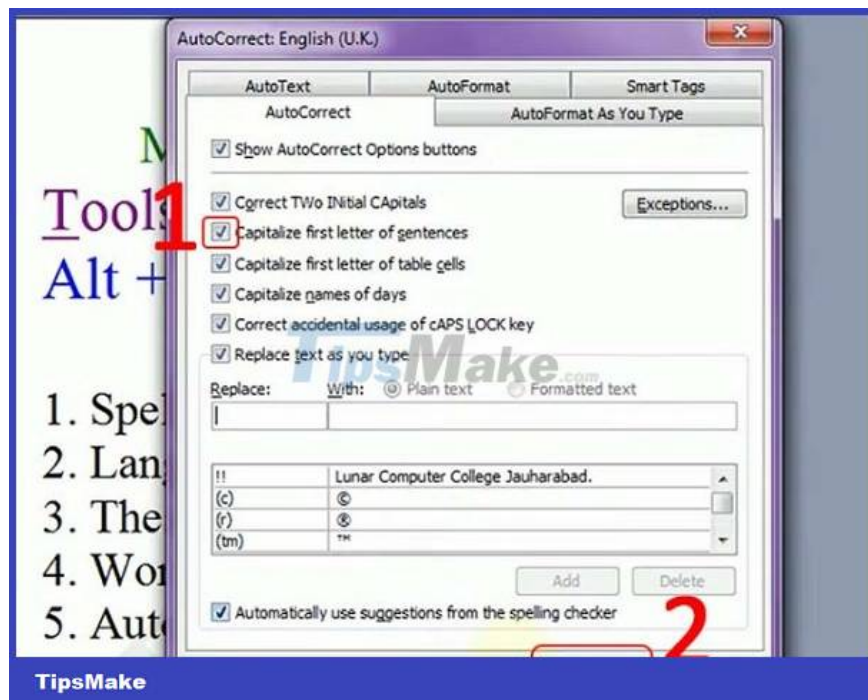 AutoCorrect: English (U.K.)
AutoText AutoFormat Smart Tags
AutoCorrect AutoFormat As You Type
Show AutoCorrect Options buttons
Tools
1
Correct TWo INitial CApitals Exceptions...
Capitalize first letter of sentences
Alt +
Capitalize first letter of table cells
Capitalize names of days
Correct accidental usage of cAPS LOCK key
TipsMake.com
Replace text as you type
Replace: With: Plain text Formatted text
1. Spel
2. Lan
!! Lunar Computer College Jauharabad.
(c) ©
3. The
(r) ®
(tm) ™
4. Wor
Add Delete
5. Auto
Automatically use suggestions from the spelling checker
2
TipsMake